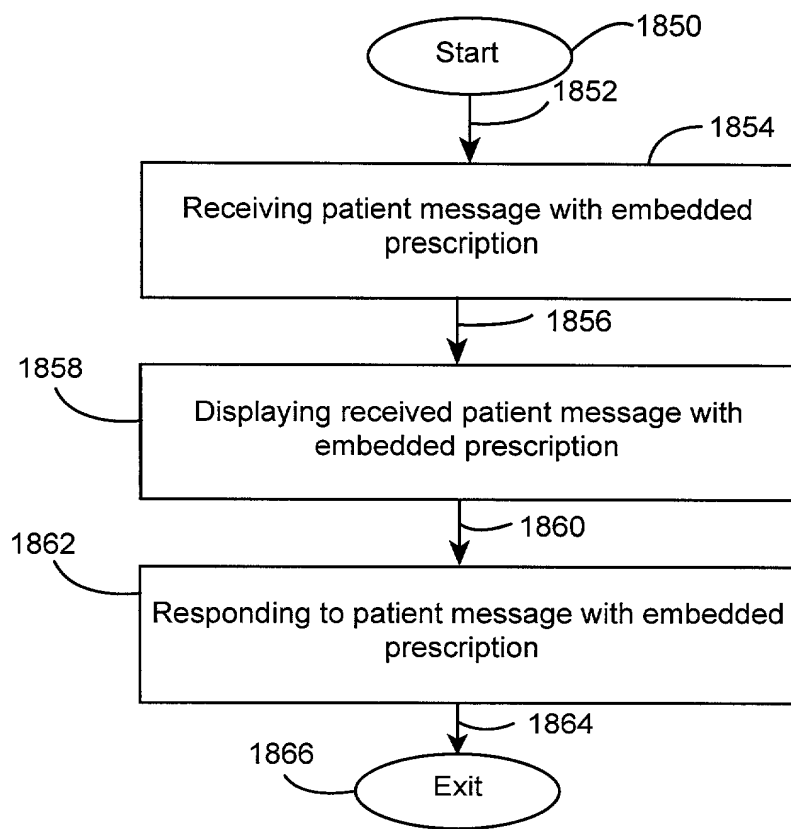 1850
Start
1852
1854
Receiving patient message with embedded
prescription
1856
1858
Displaying received patient message with
embedded prescription
1860
1862
Responding to patient message with embedded
prescription
1864
1866
Exit